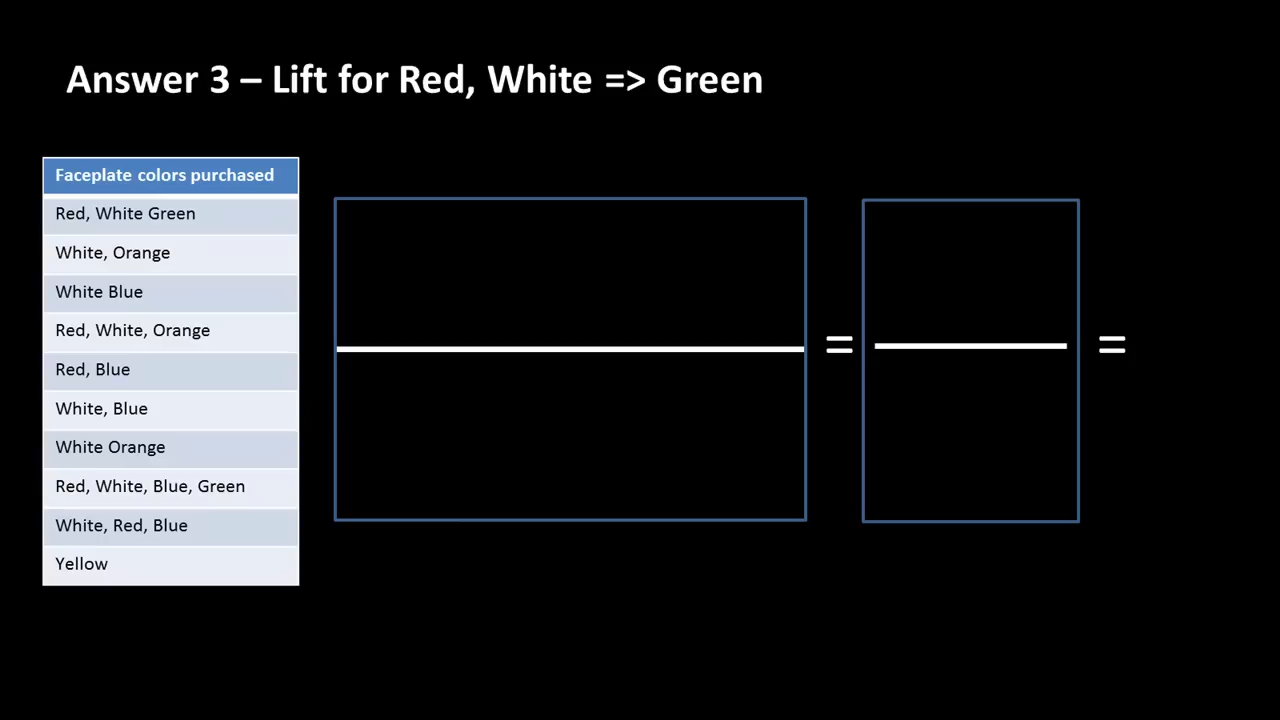 Answer 3 – Lift for Red, White => Green
Faceplate colors purchased
Red, White Green
White, Orange
White Blue
Red, White, Orange
Red, Blue
White, Blue
White Orange
Red, White, Blue, Green
White, Red, Blue
Yellow
= =